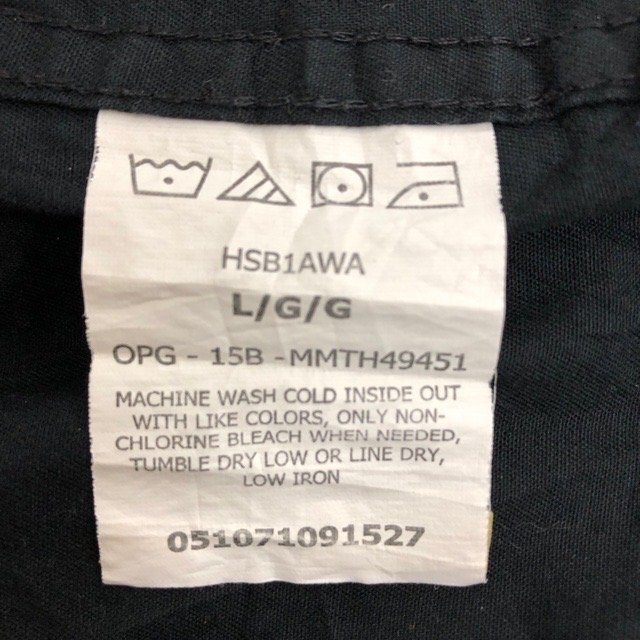 HSB1AWA
L/G/G
OPG - 15B -MMTH49451
MACHINE WASH COLD INSIDE OUT
WITH LIKE COLORS, ONLY NON-
CHLORINE BLEACH WHEN NEEDED,
TUMBLE DRY LOW OR LINE DRY,
LOW IRON
051071091527